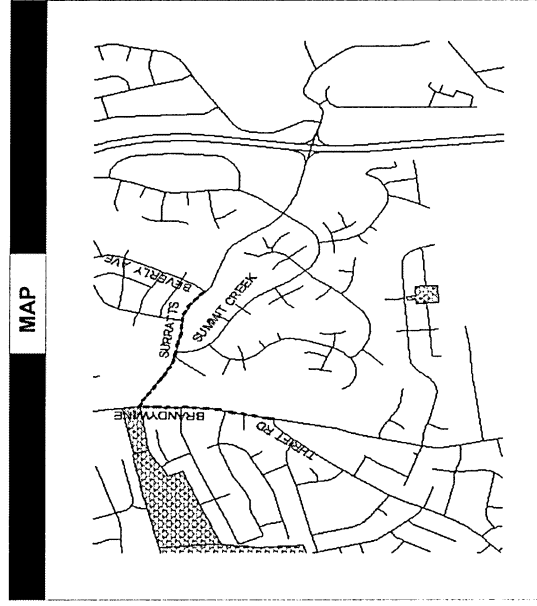 MAP
BEVERLY AVE
SURRATTS
SUMMIT CREEK
BRANDYWINE
THRIFT RD